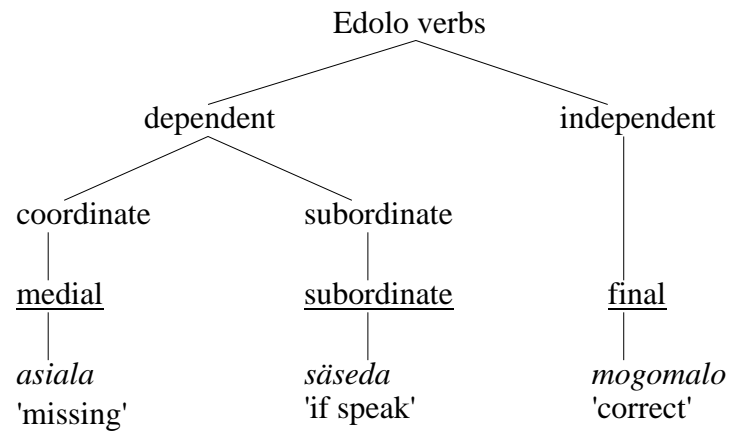 Edolo verbs
dependent independent
coordinate subordinate
medial subordinate final
asiala säseda mogomalo
'missing' 'if speak' 'correct'